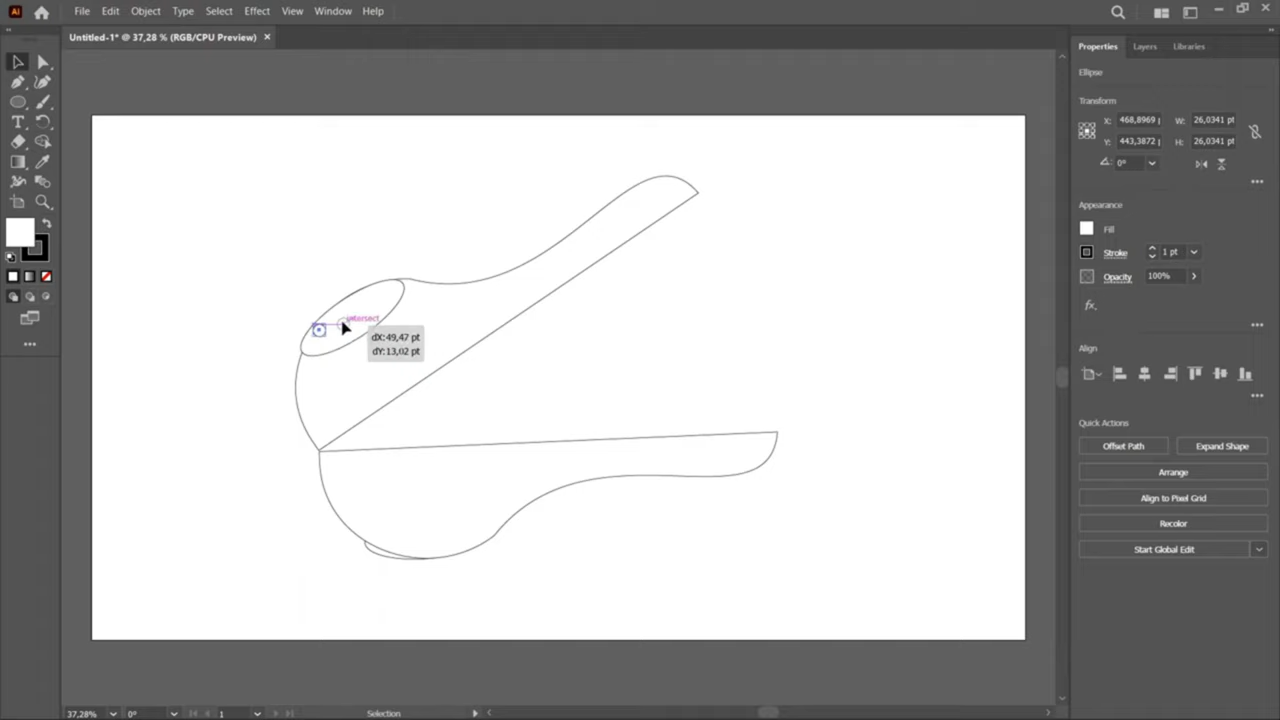 Ai File Edit Object Type Select Effect View Window Help
Untitled-1* @ 37,28 % (RGB/CPU Preview) ×
Properties Layers Libraries
Ellipse
Transform
X: 468,8969 p W: 26,0341 pt
Y: 443,3872 p H: 26,0341 pt
0°
Appearance
Fill
Stroke 1 pt
Opacity 100%
fx
intersect
dX:49,47 pt
dY:13,02 pt
Align
Quick Actions
Offset Path Expand Shape
Arrange
Align to Pixel Grid
Recolor
Start Global Edit
37,28% 0° 1 Selection